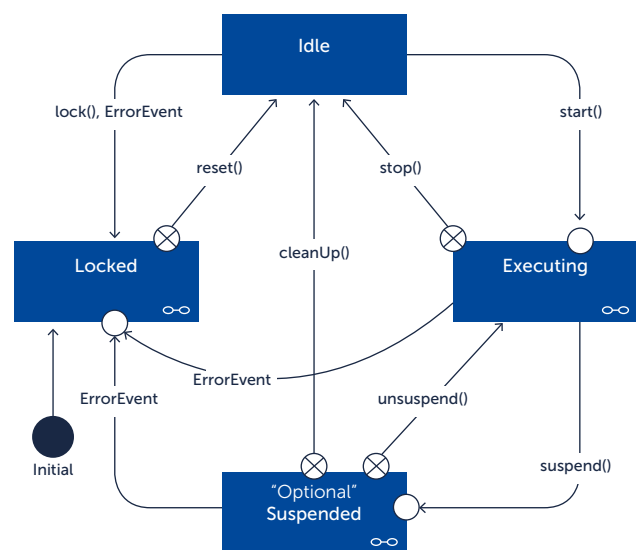 Idle
lock(), ErrorEvent
start()
reset()
stop()
cleanUp()
Locked
Executing
ErrorEvent
ErrorEvent
unsuspend()
Initial
suspend()
“Optional”
Suspended